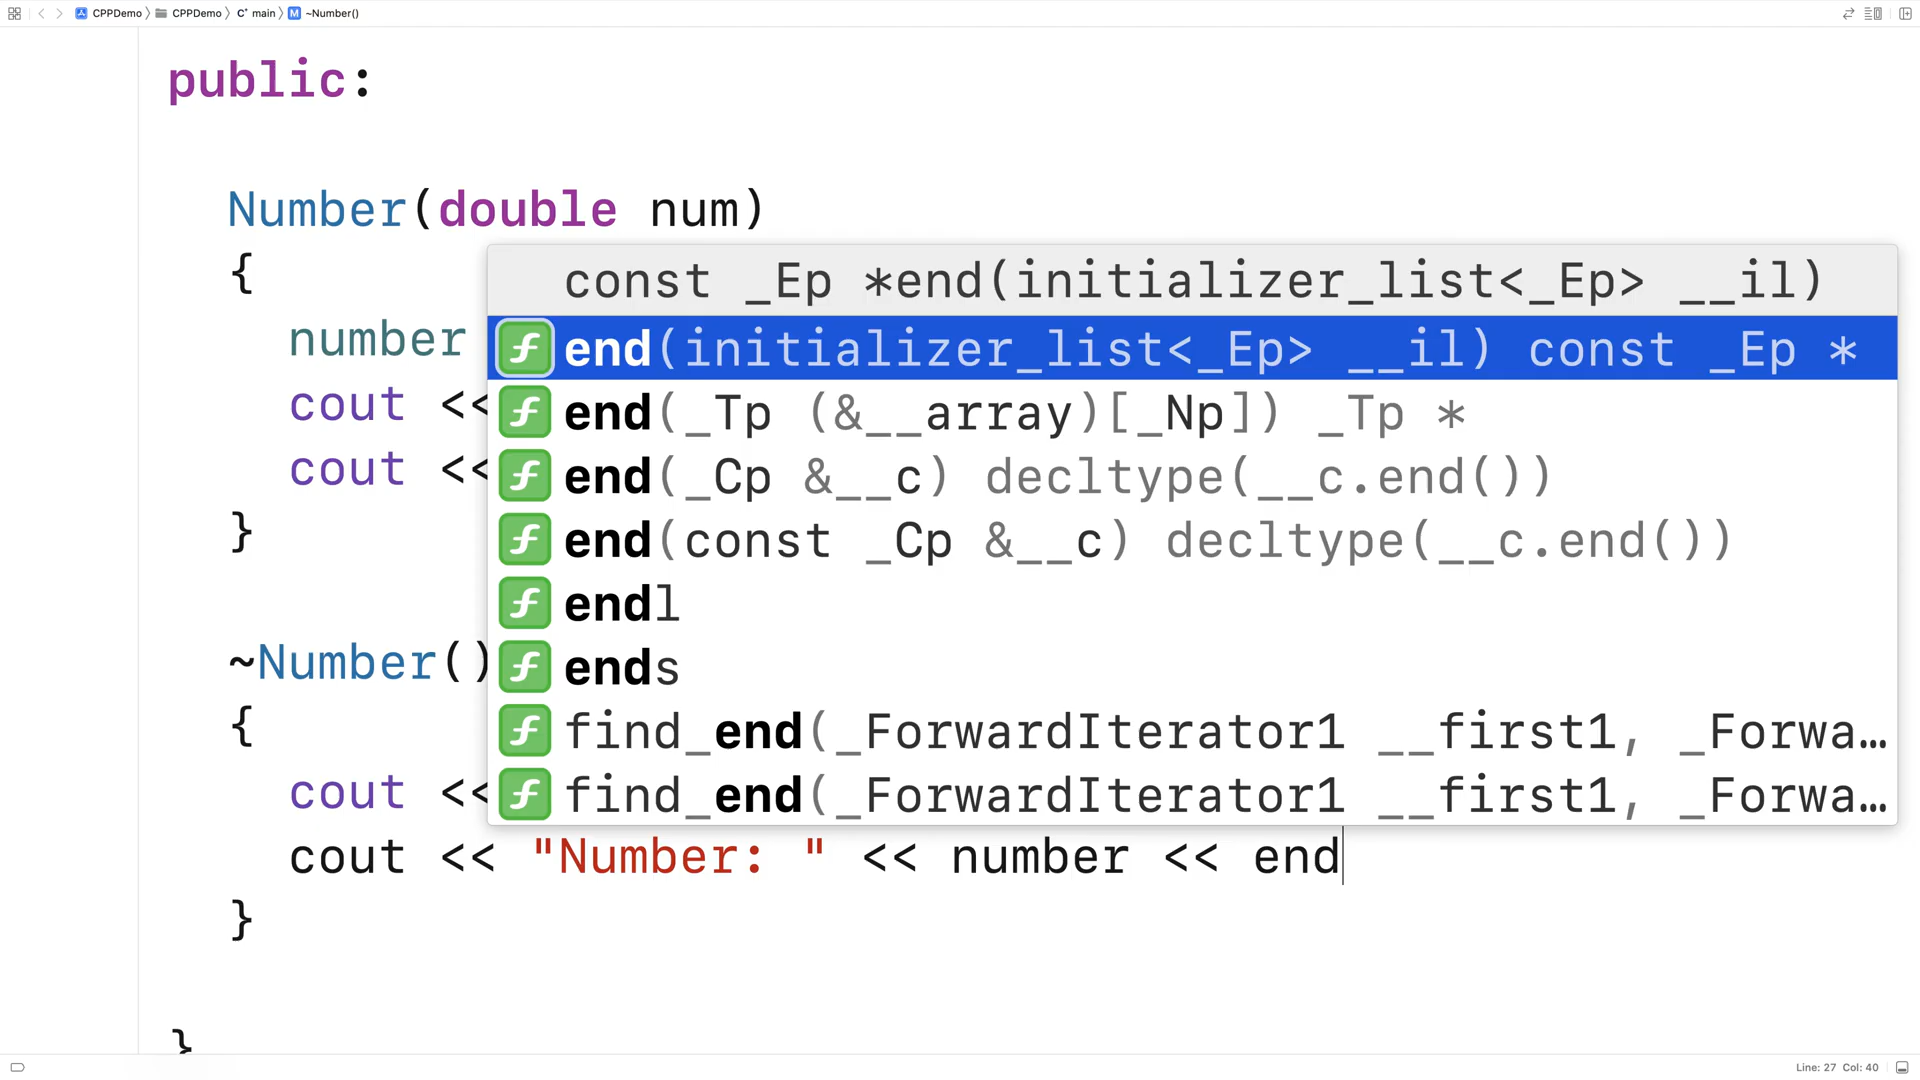 CPPDemo CPPDemo C++ main M ~Number()
public:
Number(double num)
{
const _Ep *end(initializer_list<_Ep> __il)
number
f end(initializer_list<_Ep> __il) const _Ep *
cout <<
f end(_Tp (&__array)[_Np]) _Tp *
cout <<
f end(_Cp &__c) decltype(__c.end())
}
f end(const _Cp &__c) decltype(__c.end())
f endl
~Number()
f ends
{
f find_end(_ForwardIterator1 __first1, _Forwa…
cout <<
f find_end(_ForwardIterator1 __first1, _Forwa…
cout << "Number: " << number << end
}
}
Line: 27 Col: 40